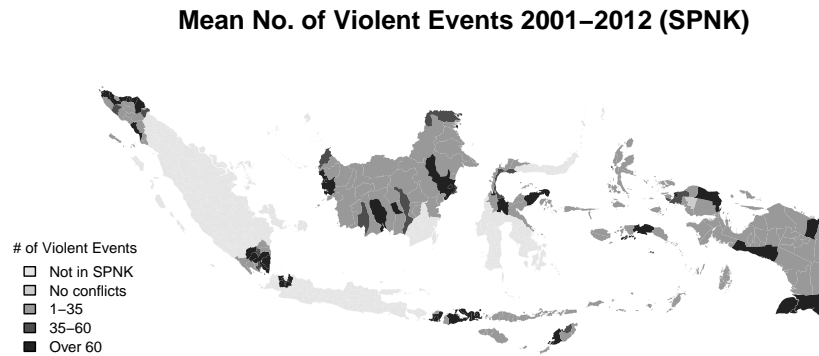 Mean No. of Violent Events 2001−2012 (SPNK)
# of Violent Events
Not in SPNK
No conflicts
1−35
35−60
Over 60